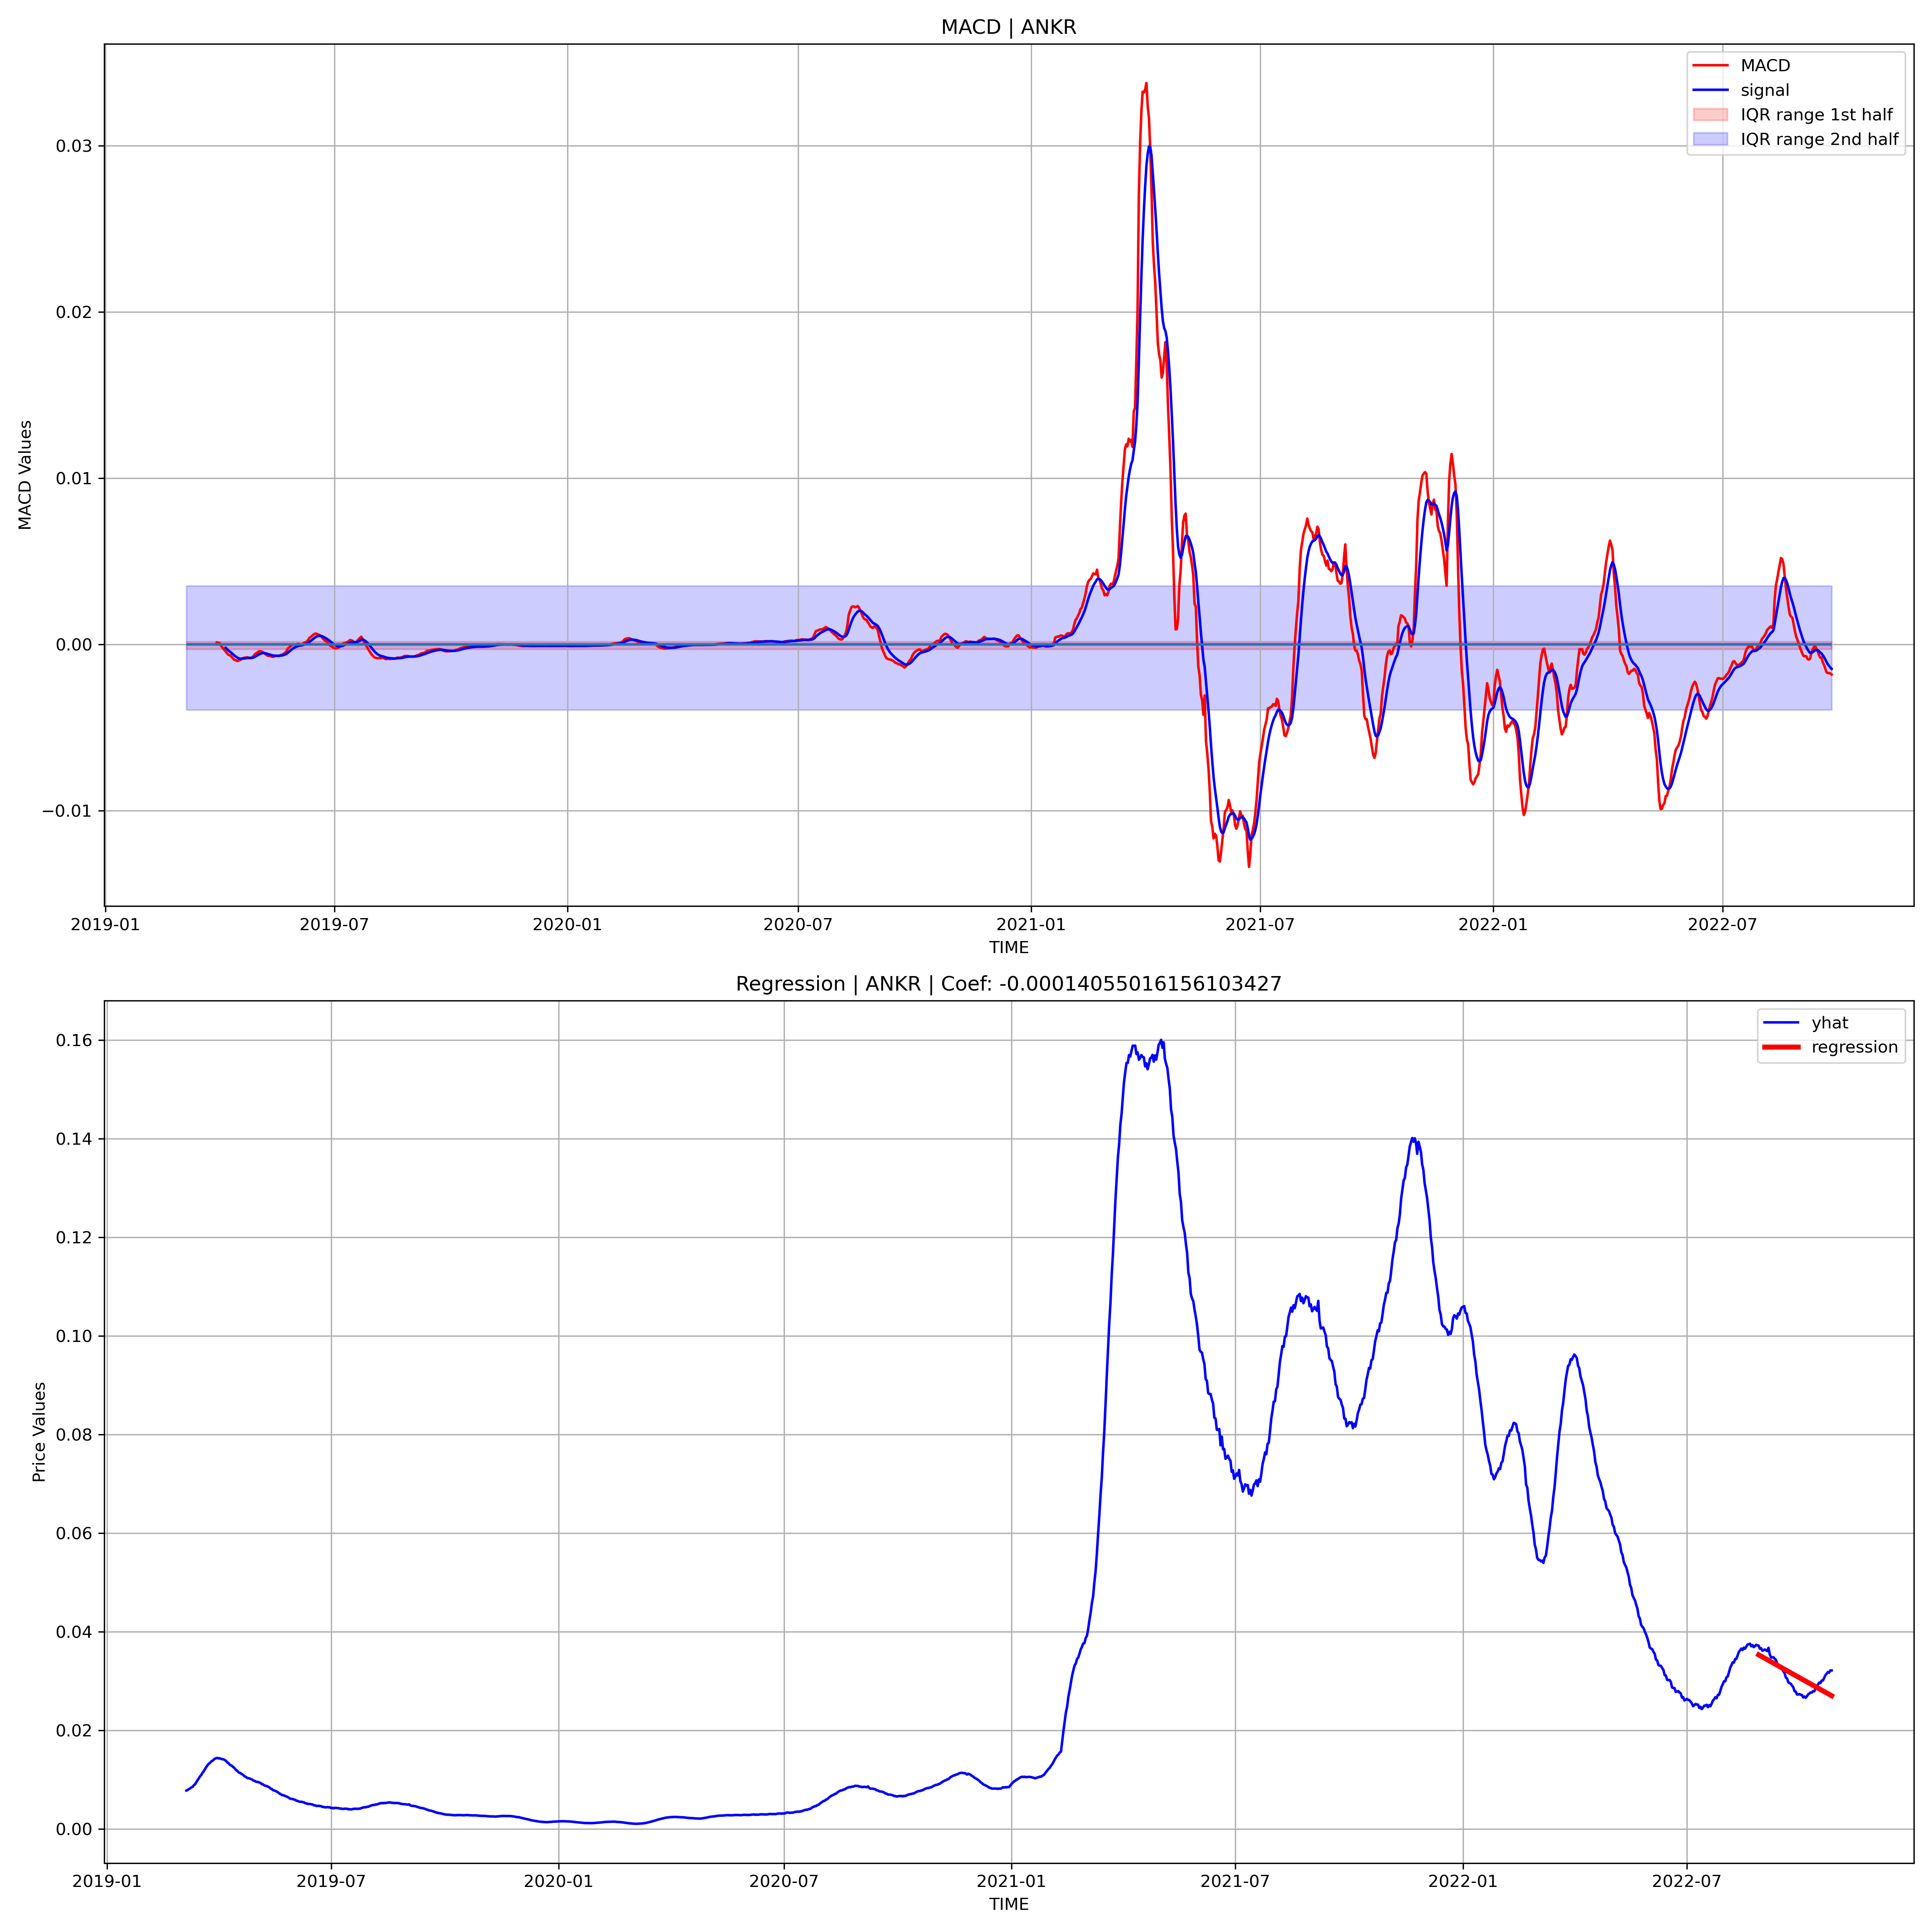 MACD | ANKR
MACD
signal
IQR range 1st half
IQR range 2nd half
MACD Values
0.03
0.02
0.01
0.00
−0.01
2019-01 2019-07 2020-01 2020-07 2021-01 2021-07 2022-01 2022-07
TIME
Regression | ANKR | Coef: -0.00014055016156103427
yhat
regression
Price Values
0.16
0.14
0.12
0.10
0.08
0.06
0.04
0.02
0.00
2019-01 2019-07 2020-01 2020-07 2021-01 2021-07 2022-01 2022-07
TIME